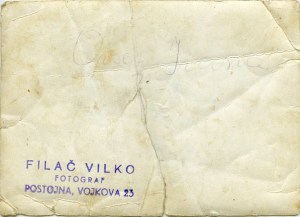 FILAČ VILKO
FOTOGRAF
POSTOJNA, VOJKOVA 23